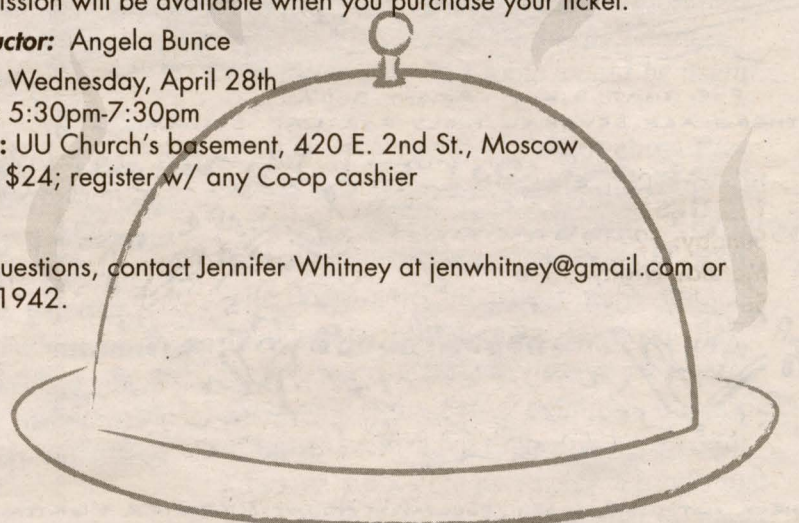 ission will be available when you purchase your ticket.
uctor: Angela Bunce
Wednesday, April 28th
5:30pm-7:30pm
: UU Church's basement, 420 E. 2nd St., Moscow
$24; register w/ any Co-op cashier
uestions, contact Jennifer Whitney at jenwhitney@gmail.com or
1942.